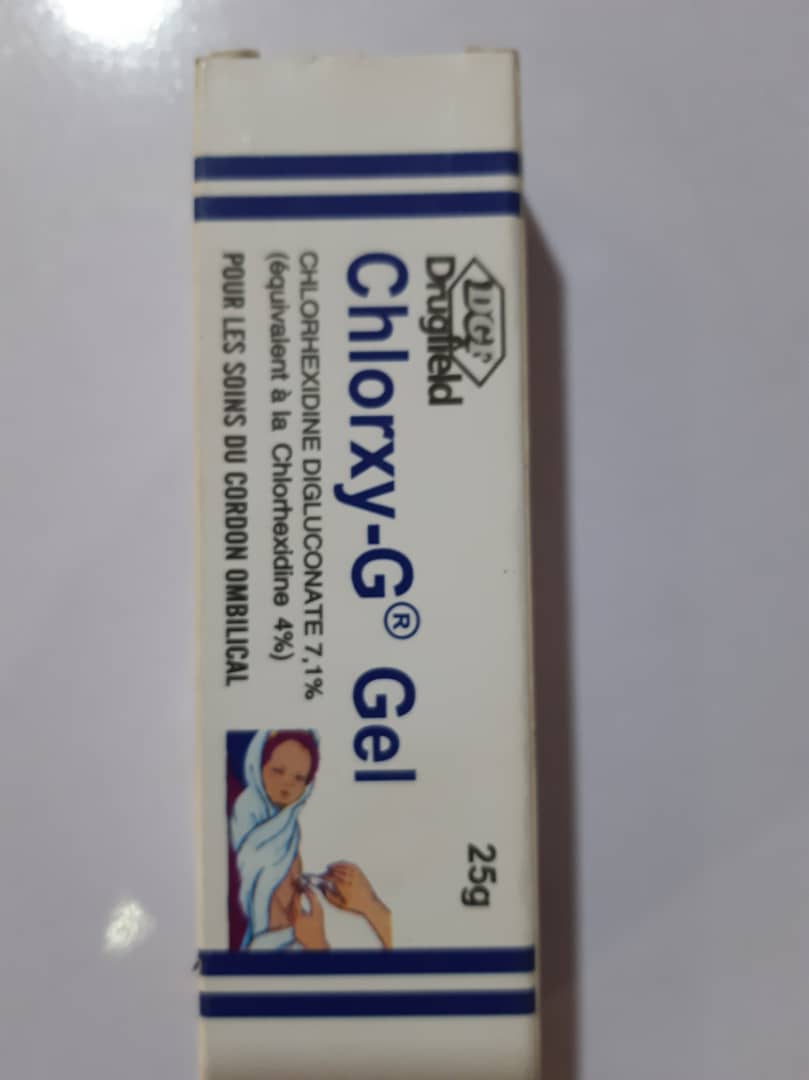 Drugfield
Chlorxy-G® Gel
CHLORHEXIDINE DIGLUCONATE 7,1%
(équivalent à la Chlorhexidine 4%)
POUR LES SOINS DU CORDON OMBILICAL
25g